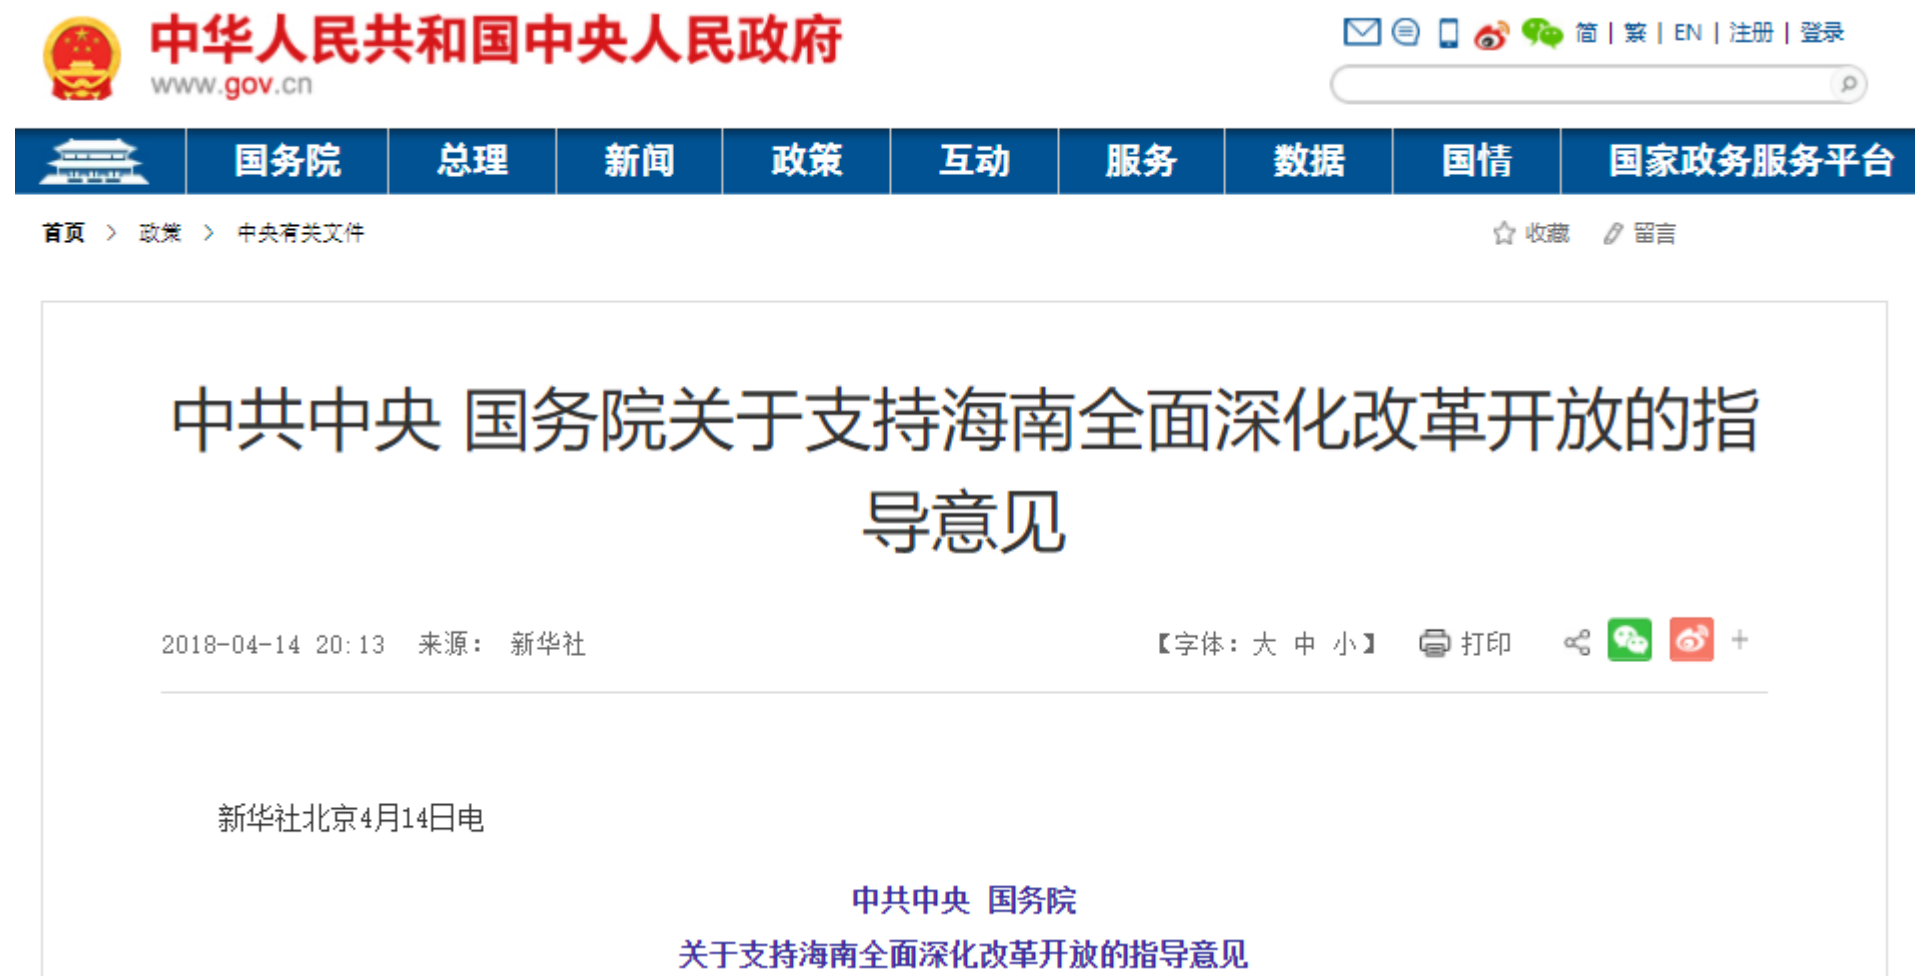 中华人民共和国中央人民政府
www.gov.cn
简 | 繁 | EN | 注册 | 登录
国务院 总理 新闻 政策 互动 服务 数据 国情 国家政务服务平台
首页 > 政策 > 中央有关文件
收藏 留言
中共中央 国务院关于支持海南全面深化改革开放的指
导意见
2018-04-14 20:13 来源： 新华社
【字体：大 中 小】 打印 +
新华社北京4月14日电
中共中央 国务院
关于支持海南全面深化改革开放的指导意见